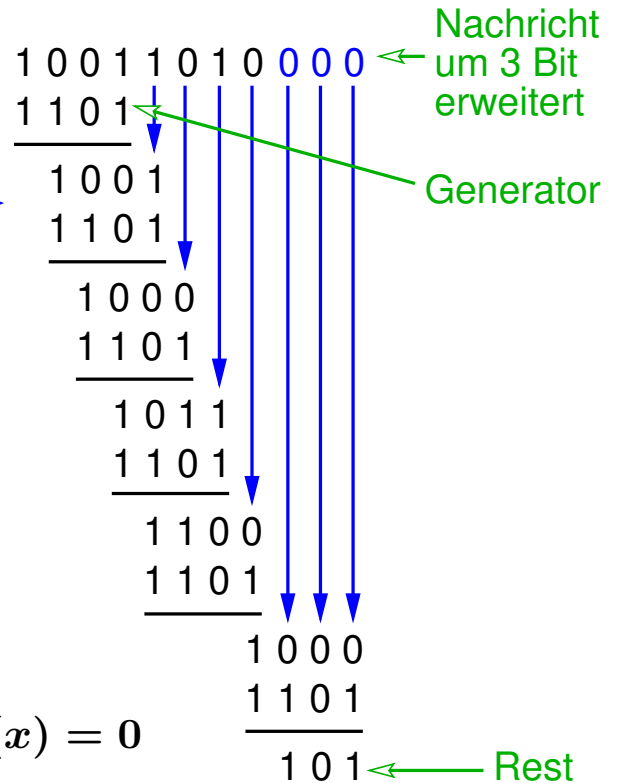 Nachricht
1 0 0 1 1 0 1 0 0 0 0 um 3 Bit
erweitert
1 1 0 1
1 0 0 1
Generator
1 1 0 1
1 0 0 0
1 1 0 1
1 0 1 1
1 1 0 1
1 1 0 0
1 1 0 1
1 0 0 0
1 1 0 1
x) = 0
1 0 1 Rest